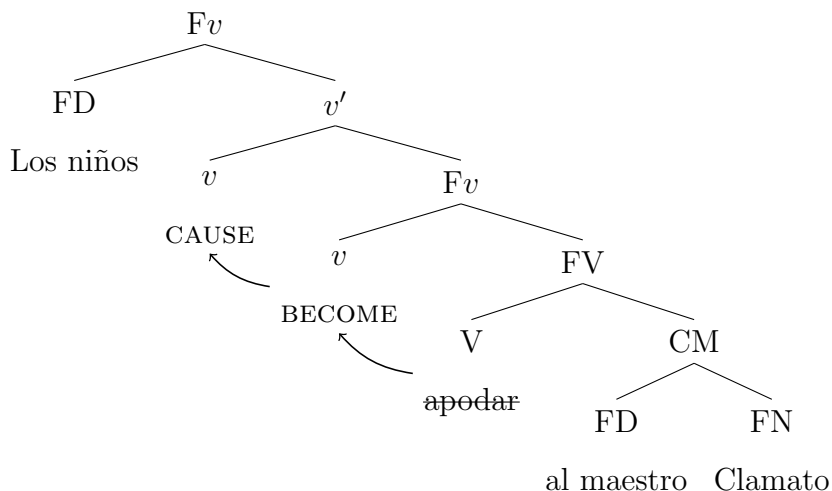 Fv
FD v′
Los niños v Fv
CAUSE v FV
BECOME V CM
apodar FD FN
al maestro Clamato